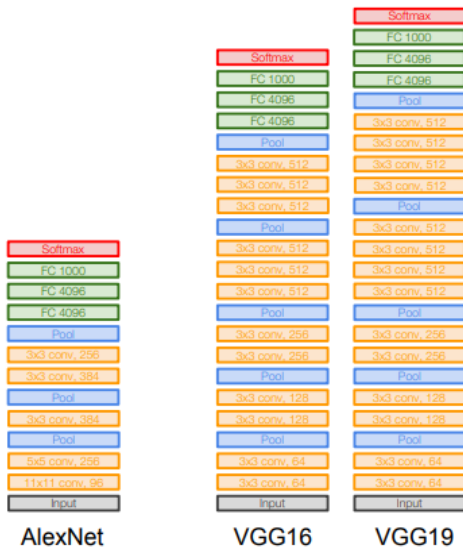 Softmax
FC 1000
FC 4096
FC 4096
Pool
3x3 conv, 256
3x3 conv, 384
Pool
3x3 conv, 384
Pool
5x5 conv, 256
11x11 conv, 96
Input
AlexNet
Softmax
FC 1000
FC 4096
FC 4096
Pool
3x3 conv, 512
3x3 conv, 512
3x3 conv, 512
Pool
3x3 conv, 512
3x3 conv, 512
3x3 conv, 512
Pool
3x3 conv, 256
3x3 conv, 256
Pool
3x3 conv, 128
3x3 conv, 128
Pool
3x3 conv, 64
3x3 conv, 64
Input
VGG16
Softmax
FC 1000
FC 4096
FC 4096
Pool
3x3 conv, 512
3x3 conv, 512
3x3 conv, 512
3x3 conv, 512
Pool
3x3 conv, 512
3x3 conv, 512
3x3 conv, 512
3x3 conv, 512
Pool
3x3 conv, 256
3x3 conv, 256
Pool
3x3 conv, 128
3x3 conv, 128
Pool
3x3 conv, 64
3x3 conv, 64
Input
VGG19